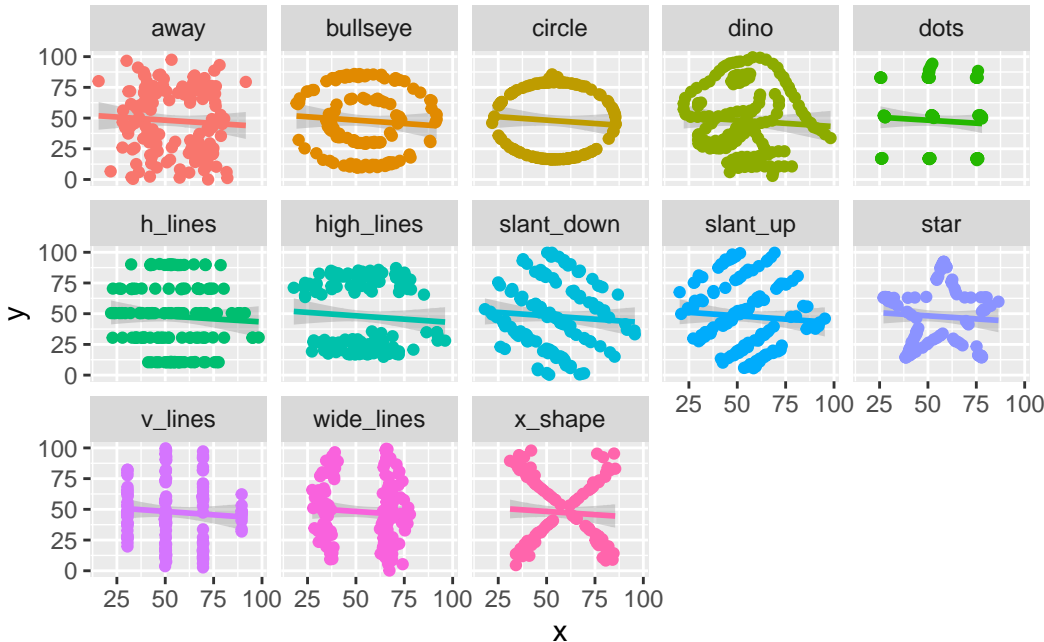 away bullseye circle dino dots
100
75
50
25
0
h_lines high_lines slant_down slant_up star
100
75
50
25
0
25 50 75 100 25 50 75 100
v_lines wide_lines x_shape
100
75
50
25
0
25 50 75 100 25 50 75 100 25 50 75 100
y
x